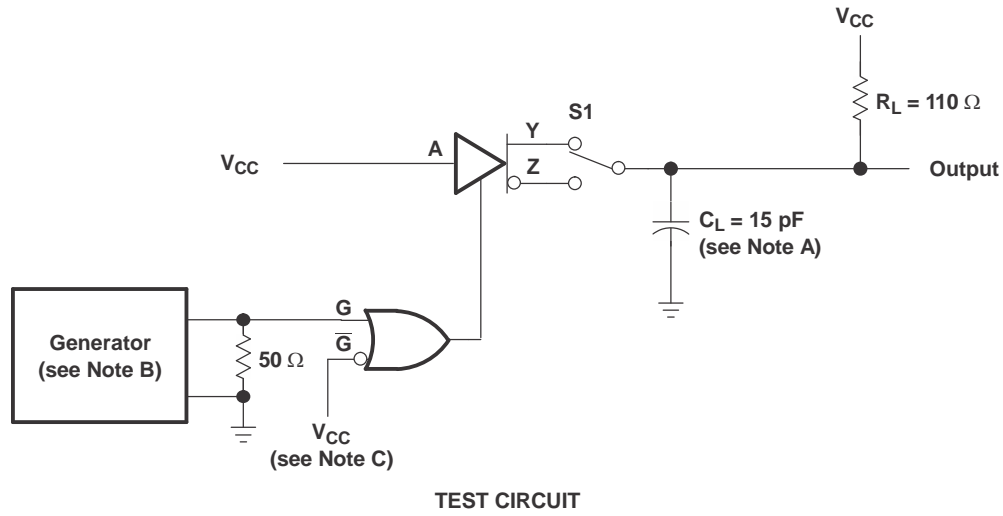 VCC
RL = 110 Ω
S1
Y
A
VCC
Z
Output
CL = 15 pF
(see Note A)
G
Generator
(see Note B)
50 Ω
G̅
VCC
(see Note C)
TEST CIRCUIT